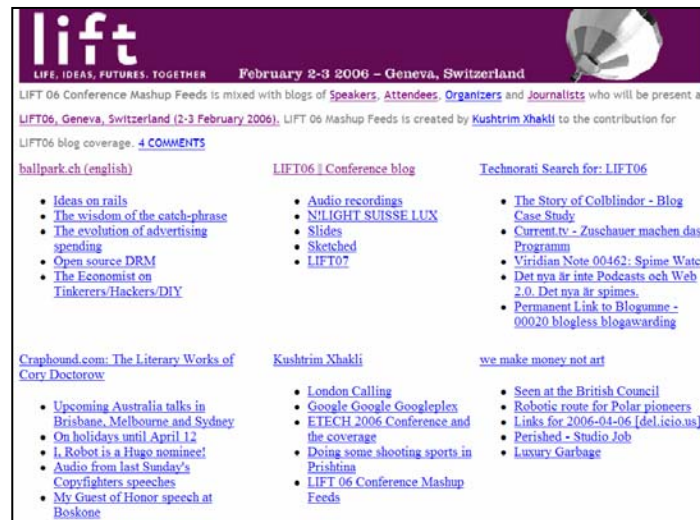 lift
LIFE, IDEAS, FUTURES. TOGETHER
February 2-3 2006 – Geneva, Switzerland
LIFT 06 Conference Mashup Feeds is mixed with blogs of Speakers, Attendees, Organizers and Journalists who will be present a
LIFT06, Geneva, Switzerland (2-3 February 2006). LIFT 06 Mashup Feeds is created by Kushtrim Xhakli to the contribution for
LIFT06 blog coverage. 4 COMMENTS
ballpark.ch (english)
• Ideas on rails
• The wisdom of the catch-phrase
• The evolution of advertising
spending
• Open source DRM
• The Economist on
Tinkerers/Hackers/DIY
LIFT06 || Conference blog
• Audio recordings
• N!LIGHT SUISSE LUX
• Slides
• Sketched
• LIFT07
Technorati Search for: LIFT06
• The Story of Colblindor - Blog
Case Study
• Current.tv - Zuschauer machen das
Programm
• Viridian Note 00462: Spime Watc
• Det nya är inte Podcasts och Web
2.0. Det nya är spimes.
• Permanent Link to Blogumne -
00020 blogless blogawarding
Craphound.com: The Literary Works of
Cory Doctorow
• Upcoming Australia talks in
Brisbane, Melbourne and Sydney
• On holidays until April 12
• I, Robot is a Hugo nominee!
• Audio from last Sunday's
Copyfighters speeches
• My Guest of Honor speech at
Boskone
Kushtrim Xhakli
• London Calling
• Google Google Googleplex
• ETECH 2006 Conference and
the coverage
• Doing some shooting sports in
Prishtina
• LIFT 06 Conference Mashup
Feeds
we make money not art
• Seen at the British Council
• Robotic route for Polar pioneers
• Links for 2006-04-06 [del.icio.us]
• Perished - Studio Job
• Luxury Garbage